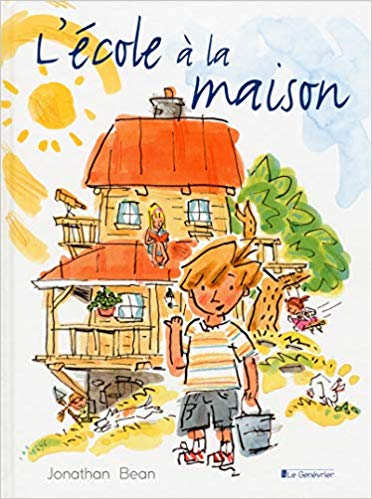 L'école à la
maison
Jonathan Bean
Le Genévrier